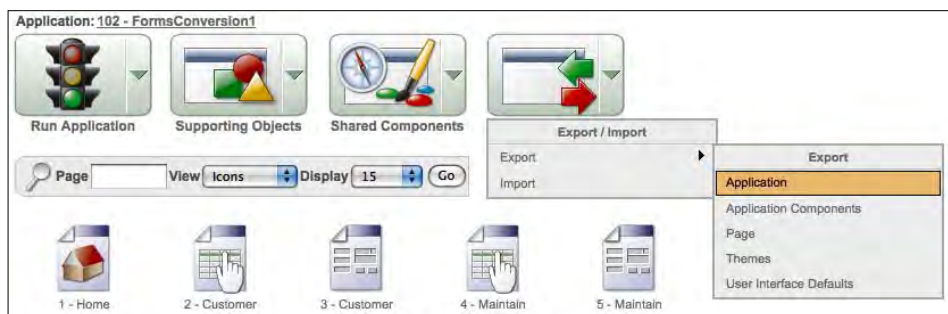 Application: 102 - FormsConversion1
Run Application
Supporting Objects
Shared Components
Export / Import
Export
Import
Export
Application
Application Components
Page
Themes
User Interface Defaults
Page View Icons Display 15 Go
1 - Home
2 - Customer
3 - Customer
4 - Maintain
5 - Maintain